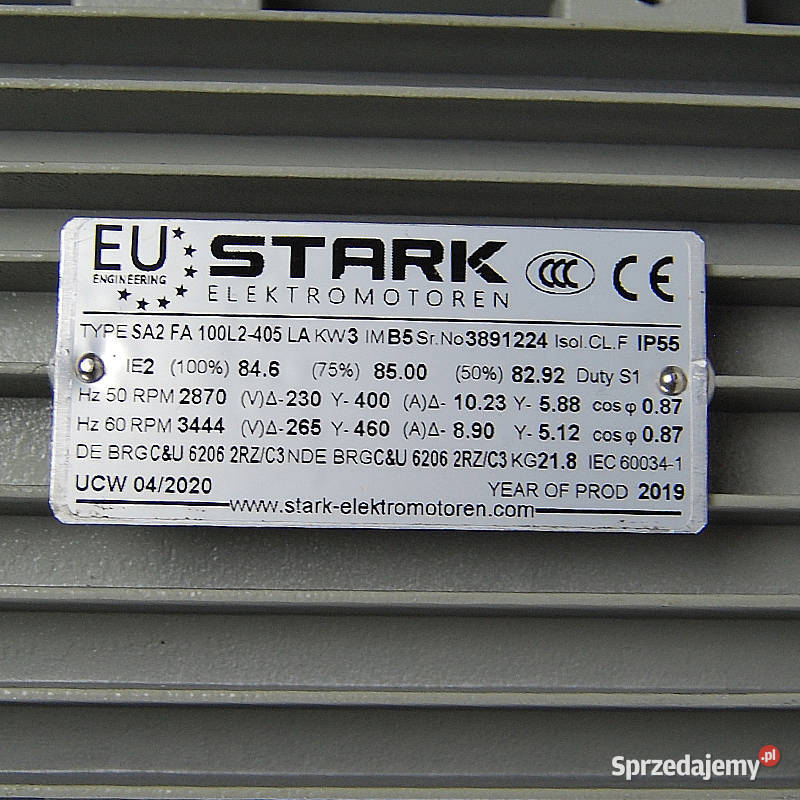 EU STARK CCC CE
ENGINEERING ELEKTROMOTOREN
TYPE SA2 FA 100L2-405 LA KW3 IM B5 Sr.No3891224 Isol.CL.F IP55
IE2 (100%) 84.6 (75%) 85.00 (50%) 82.92 Duty S1
Hz 50 RPM 2870 (V)Δ-230 Y- 400 (A)Δ- 10.23 Y- 5.88 cosφ 0.87
Hz 60 RPM 3444 (V)Δ-265 Y- 460 (A)Δ- 8.90 Y- 5.12 cosφ 0.87
DE BRGC&U 6206 2RZ/C3 NDE BRGC&U 6206 2RZ/C3 KG21.8 IEC 60034-1
UCW 04/2020 YEAR OF PROD 2019
www.stark-elektromotoren.com
Sprzedajemy.pl